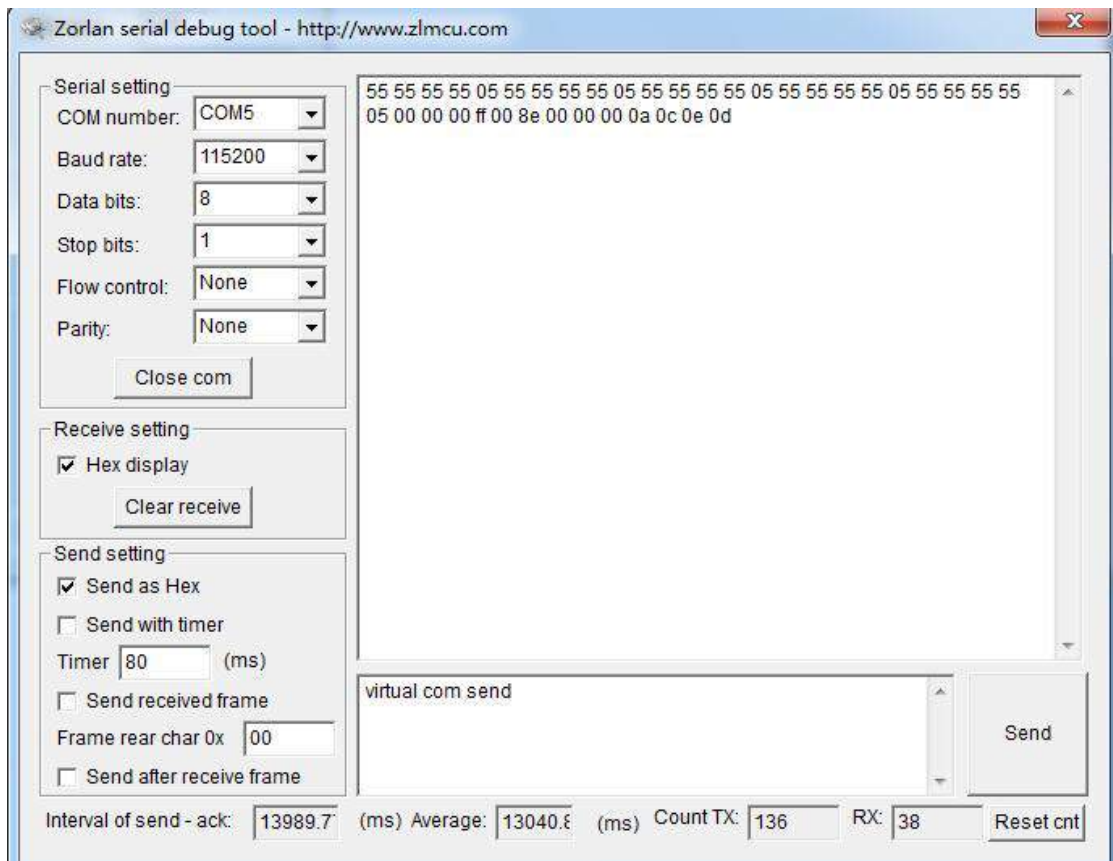 Zorlan serial debug tool - http://www.zlmcu.com
Serial setting
COM number: COM5
Baud rate: 115200
Data bits: 8
Stop bits: 1
Flow control: None
Parity: None
Close com
Receive setting
Hex display
Clear receive
Send setting
Send as Hex
Send with timer
Timer 80 (ms)
Send received frame
Frame rear char 0x 00
Send after receive frame
55 55 55 55 05 55 55 55 55 05 55 55 55 55 05 55 55 55 55 05 55 55 55 55
05 00 00 00 ff 00 8e 00 00 00 0a 0c 0e 0d
virtual com send
Send
Interval of send - ack: 13989.7 (ms) Average: 13040.8 (ms) Count TX: 136 RX: 38 Reset cnt